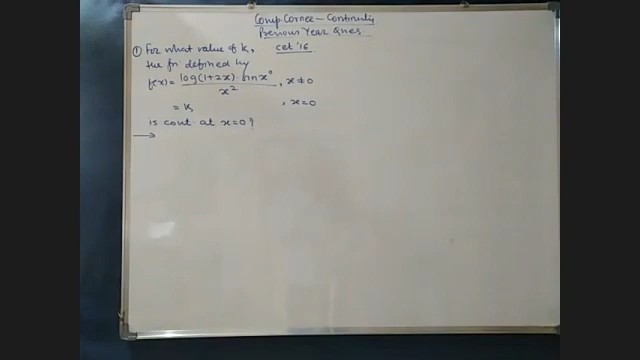 Comp Corner - Continuity
Previous Year Ques
① For what value of k, cet '16
the fn defined by
f(x) = log(1+2x) sin x° / x² , x ≠ 0
= k , x = 0
is cont at x=0?
→